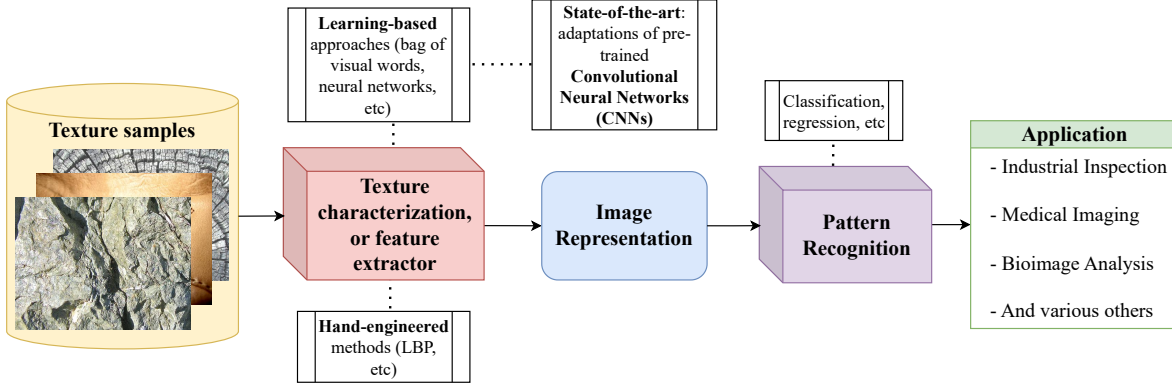 Texture samples
Learning-based
approaches (bag of
visual words,
neural networks,
etc)
State-of-the-art:
adaptations of pre-
trained
Convolutional
Neural Networks
(CNNs)
Texture
characterization,
or feature
extractor
Hand-engineered
methods (LBP,
etc)
Image
Representation
Classification,
regression, etc
Pattern
Recognition
Application
- Industrial Inspection
- Medical Imaging
- Bioimage Analysis
- And various others